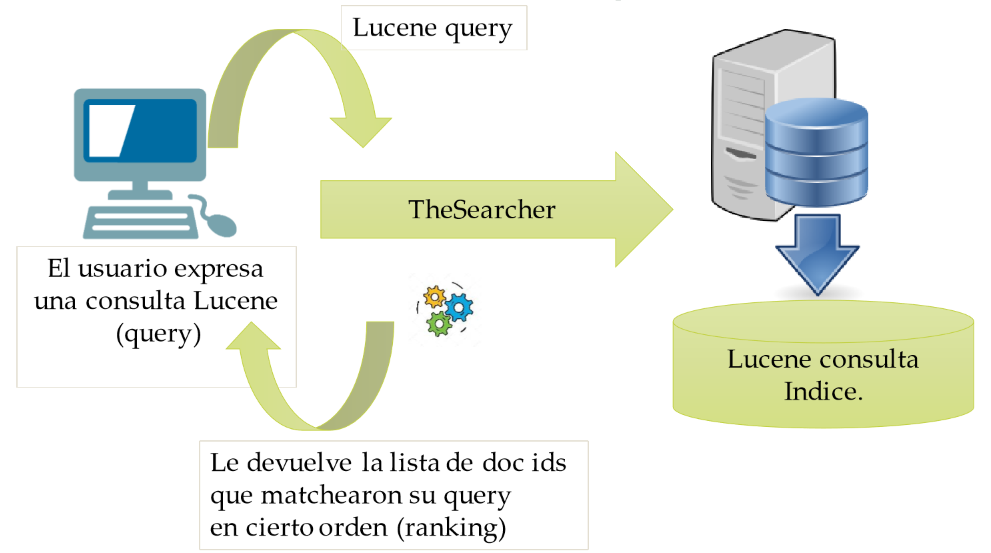 Lucene query
TheSearcher
El usuario expresa
una consulta Lucene
(query)
Lucene consulta
Indice.
Le devuelve la lista de doc ids
que matchearon su query
en cierto orden (ranking)